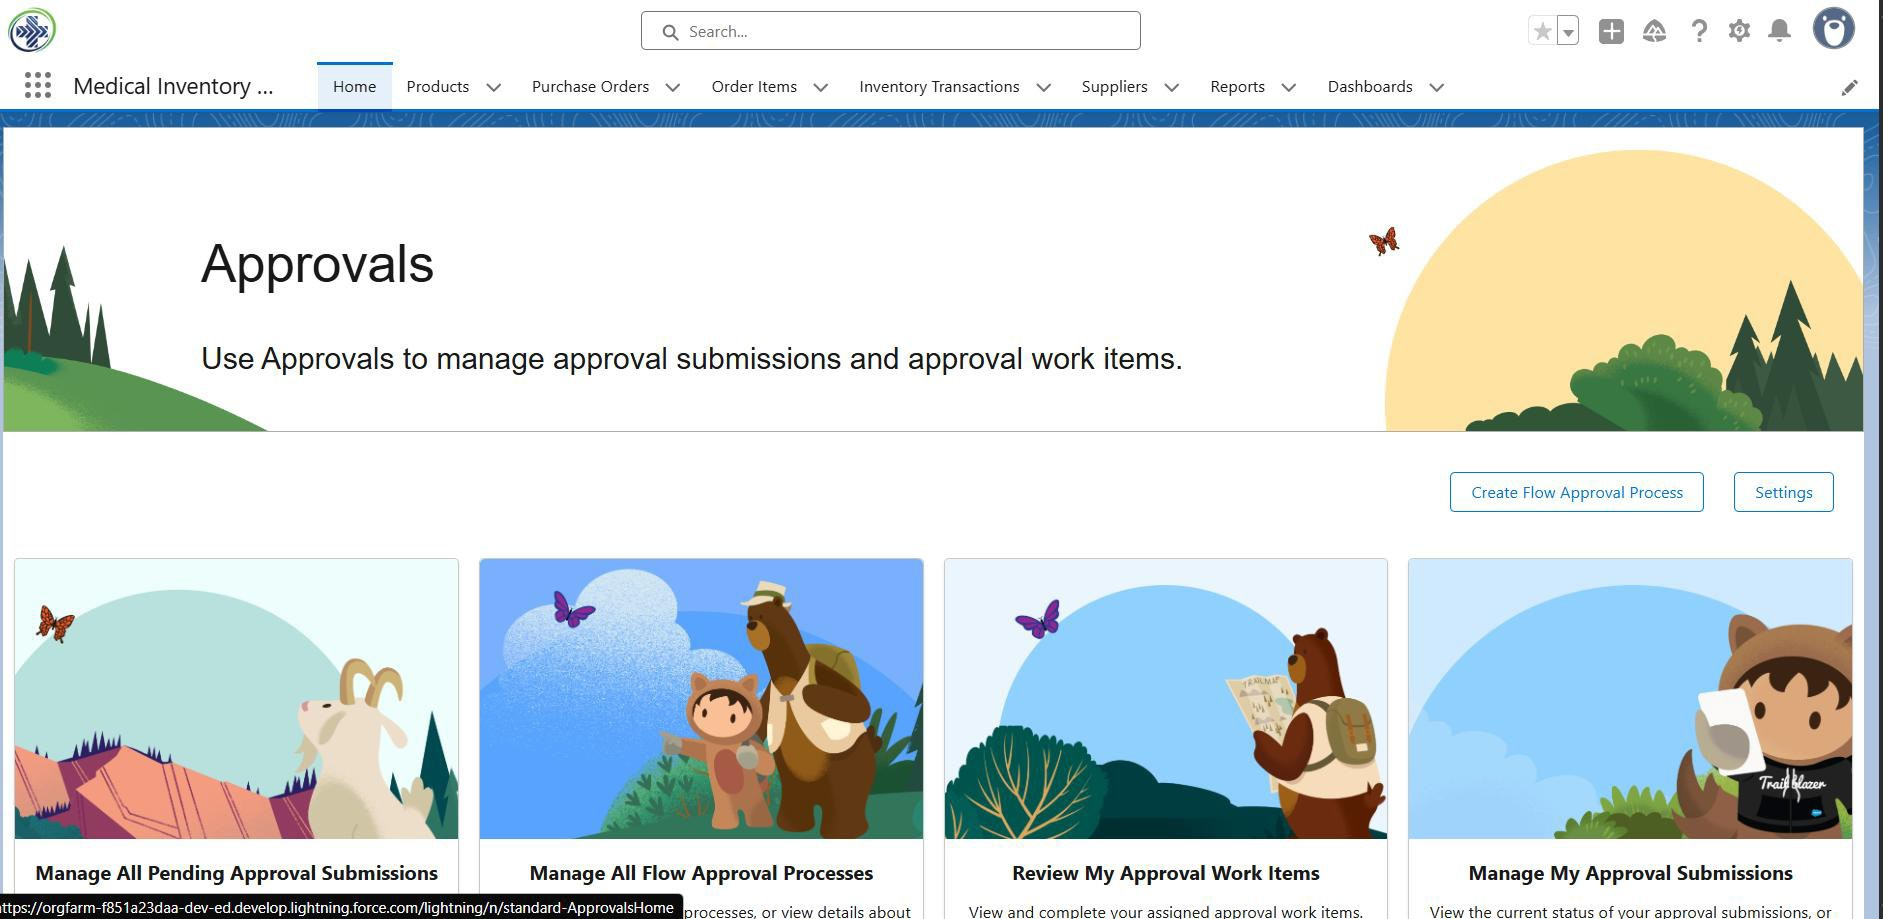 Search...
Medical Inventory ...
Home
Products
Purchase Orders
Order Items
Inventory Transactions
Suppliers
Reports
Dashboards
Approvals
Use Approvals to manage approval submissions and approval work items.
Create Flow Approval Process
Settings
TRAIL MAP
Trailblazer
Manage All Pending Approval Submissions
Manage All Flow Approval Processes
Review My Approval Work Items
Manage My Approval Submissions
ttps://orgfarm-f851a23daa-dev-ed.develop.lightning.force.com/lightning/n/standard-ApprovalsHome
processes, or view details about
View and complete your assigned approval work items.
View the current status of your approval submissions, or